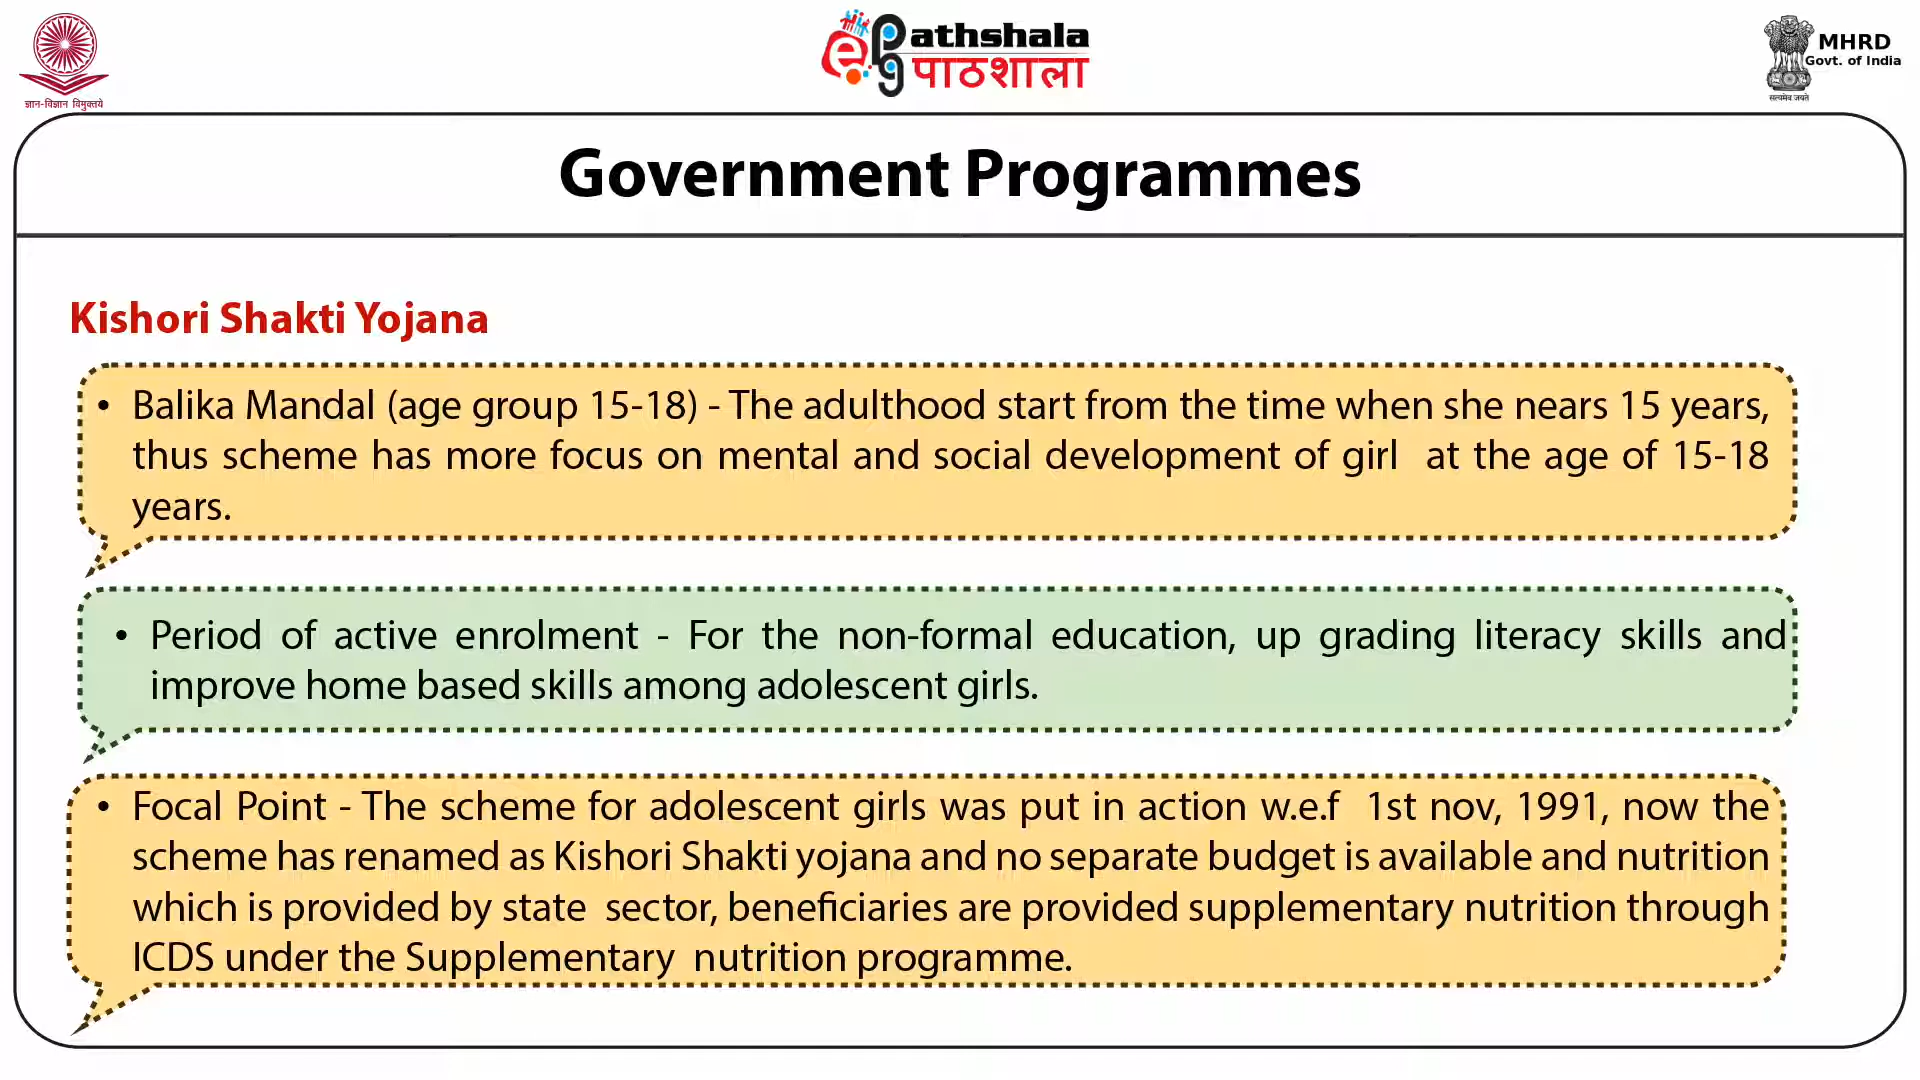 ज्ञान-विज्ञान विमुक्तये
e PG
athshala
पाठशाला
MHRD
Govt. of India
सत्यमेव जयते
Government Programmes
Kishori Shakti Yojana
• Balika Mandal (age group 15-18) - The adulthood start from the time when she nears 15 years,
thus scheme has more focus on mental and social development of girl at the age of 15-18
years.
• Period of active enrolment - For the non-formal education, up grading literacy skills and
improve home based skills among adolescent girls.
• Focal Point - The scheme for adolescent girls was put in action w.e.f 1st nov, 1991, now the
scheme has renamed as Kishori Shakti yojana and no separate budget is available and nutrition
which is provided by state sector, beneficiaries are provided supplementary nutrition through
ICDS under the Supplementary nutrition programme.